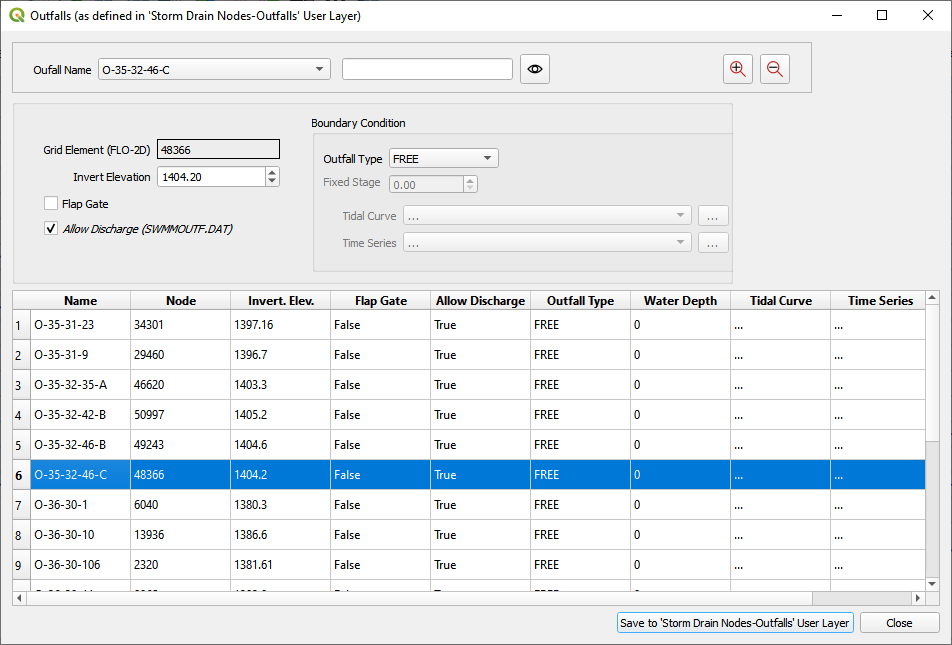 Outfalls (as defined in 'Storm Drain Nodes-Outfalls' User Layer)
Oufall Name O-35-32-46-C
Boundary Condition
Grid Element (FLO-2D) 48366
Invert Elevation 1404.20
Flap Gate
Allow Discharge (SWMMOUTF.DAT)
Outfall Type FREE
Fixed Stage 0.00
Tidal Curve ... ...
Time Series ... ...
Name Node Invert. Elev. Flap Gate Allow Discharge Outfall Type Water Depth Tidal Curve Time Series
1 O-35-31-23 34301 1397.16 False True FREE 0 ... ...
2 O-35-31-9 29460 1396.7 False True FREE 0 ... ...
3 O-35-32-35-A 46620 1403.3 False True FREE 0 ... ...
4 O-35-32-42-B 50997 1405.2 False True FREE 0 ... ...
5 O-35-32-46-B 49243 1404.6 False True FREE 0 ... ...
6 O-35-32-46-C 48366 1404.2 False True FREE 0 ... ...
7 O-36-30-1 6040 1380.3 False True FREE 0 ... ...
8 O-36-30-10 13936 1386.6 False True FREE 0 ... ...
9 O-36-30-106 2320 1381.61 False True FREE 0 ... ...
Save to 'Storm Drain Nodes-Outfalls' User Layer Close